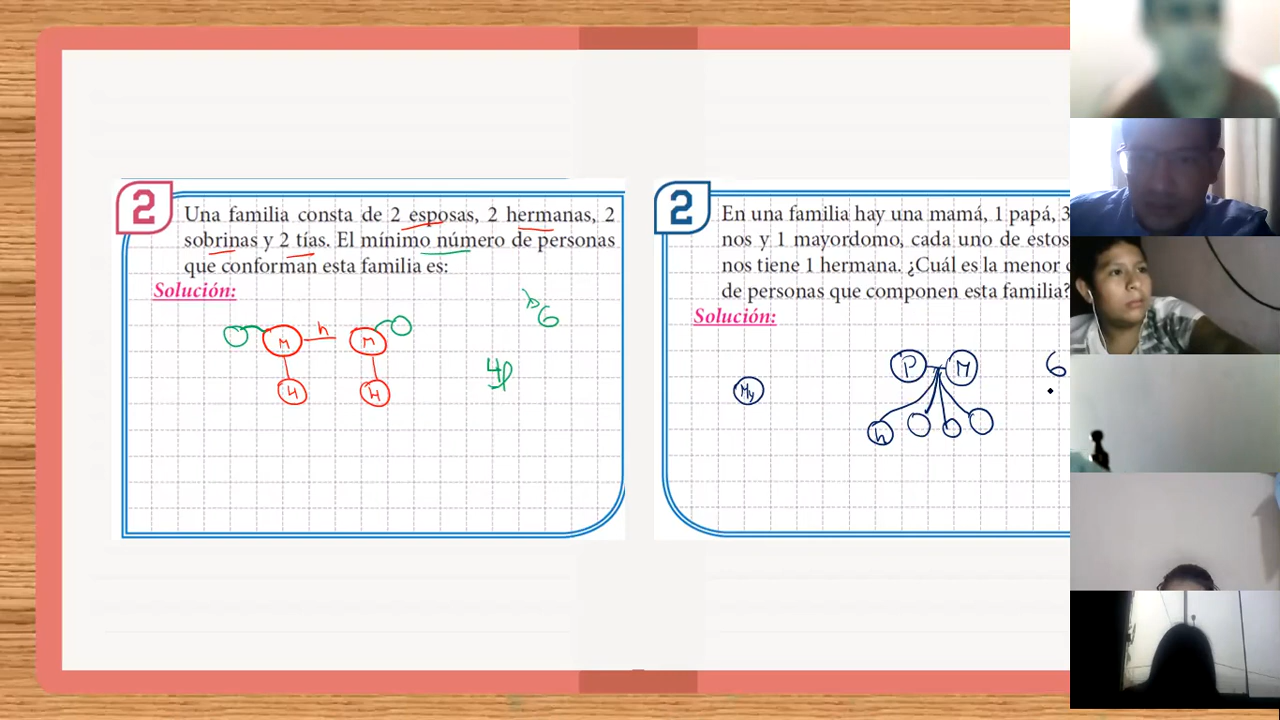 2
Una familia consta de 2 esposas, 2 hermanas, 2
sobrinas y 2 tías. El mínimo número de personas
que conforman esta familia es:
Solución:
h
M
M
H
H
6
4p
2
En una familia hay una mamá, 1 papá, 3
nos y 1 mayordomo, cada uno de estos
nos tiene 1 hermana. ¿Cuál es la menor
de personas que componen esta familia?
Solución:
My
P
M
h
6